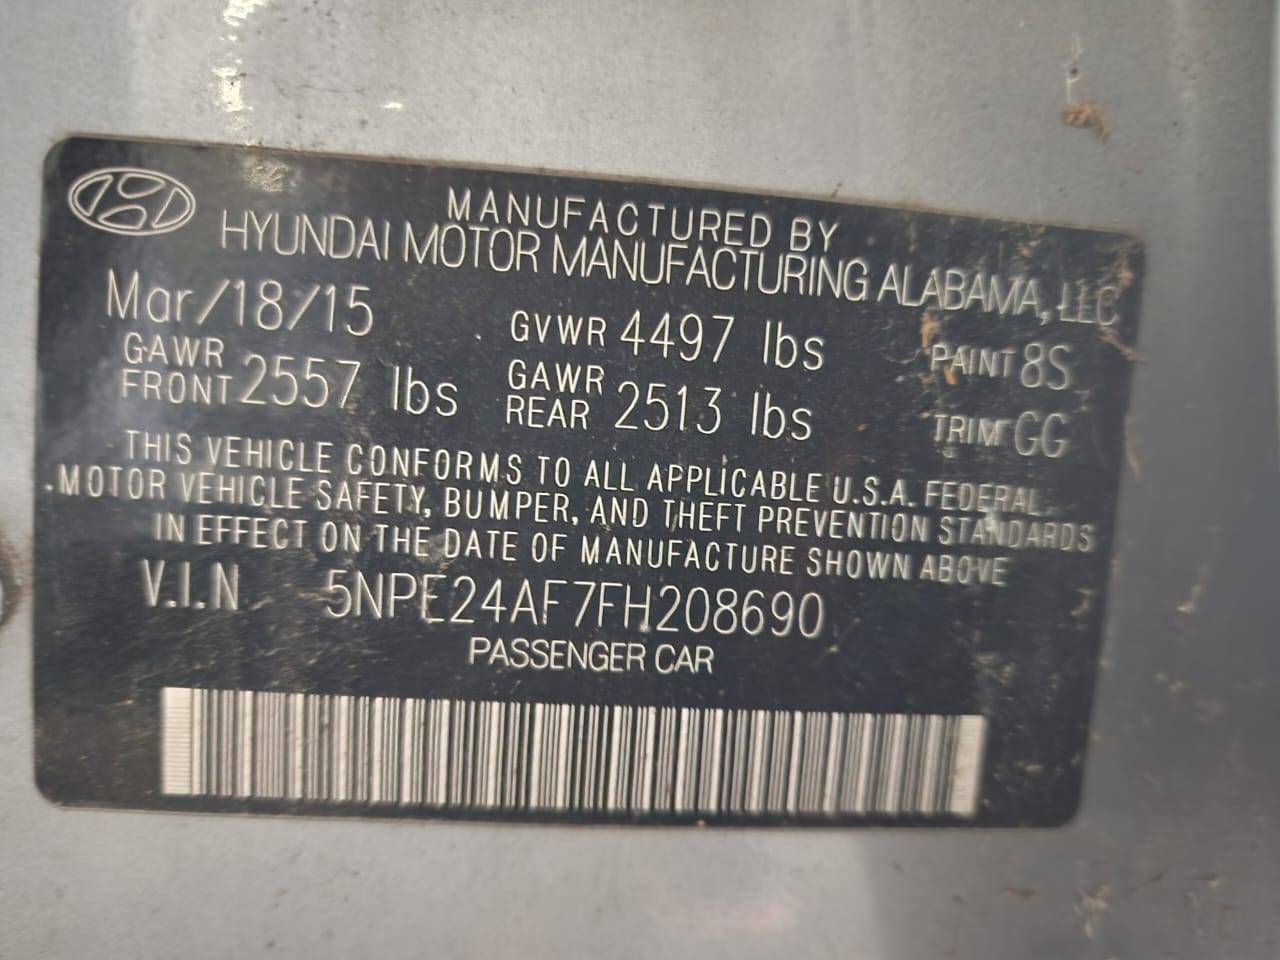 MANUFACTURED BY
HYUNDAI MOTOR MANUFACTURING ALABAMA, LLC
Mar/18/15 GVWR 4497 lbs PAINT 8S
GAWR FRONT 2557 lbs GAWR REAR 2513 lbs TRIM GG
THIS VEHICLE CONFORMS TO ALL APPLICABLE U.S.A. FEDERAL
MOTOR VEHICLE SAFETY, BUMPER, AND THEFT PREVENTION STANDARDS
IN EFFECT ON THE DATE OF MANUFACTURE SHOWN ABOVE
V.I.N 5NPE24AF7FH208690
PASSENGER CAR